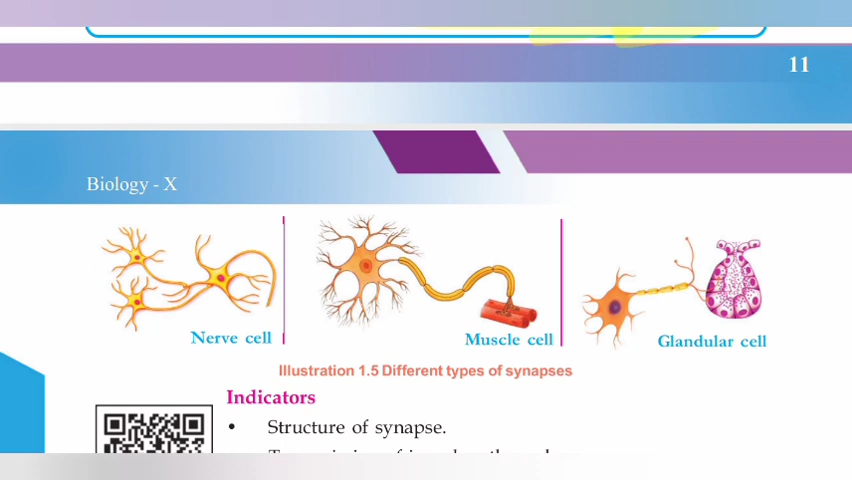 11
Biology - X
Nerve cell
Muscle cell
Glandular cell
Illustration 1.5 Different types of synapses
Indicators
• Structure of synapse.